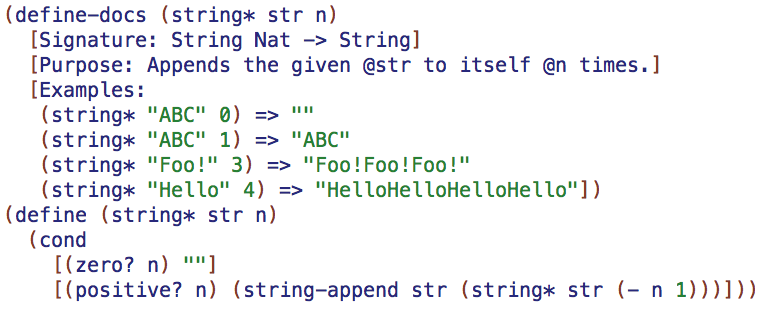 (define-docs (string* str n)
  [Signature: String Nat -> String]
  [Purpose: Appends the given @str to itself @n times.]
  [Examples:
   (string* "ABC" 0) => ""
   (string* "ABC" 1) => "ABC"
   (string* "Foo!" 3) => "Foo!Foo!Foo!"
   (string* "Hello" 4) => "HelloHelloHelloHello"])
(define (string* str n)
  (cond
    [(zero? n) ""]
    [(positive? n) (string-append str (string* str (- n 1)))]))